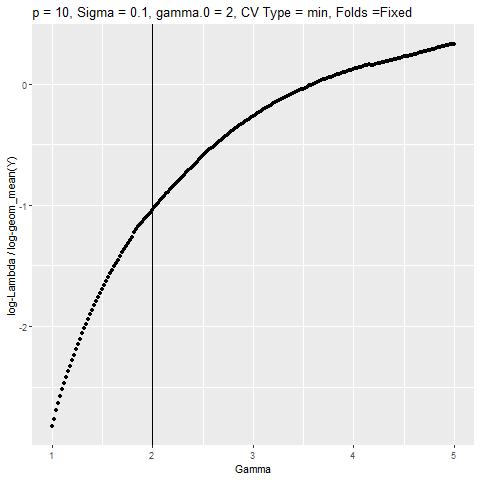 p = 10, Sigma = 0.1, gamma.0 = 2, CV Type = min, Folds =Fixed
log-Lambda / log-geom_mean(Y)
0
-1
-2
1
2
3
4
5
Gamma